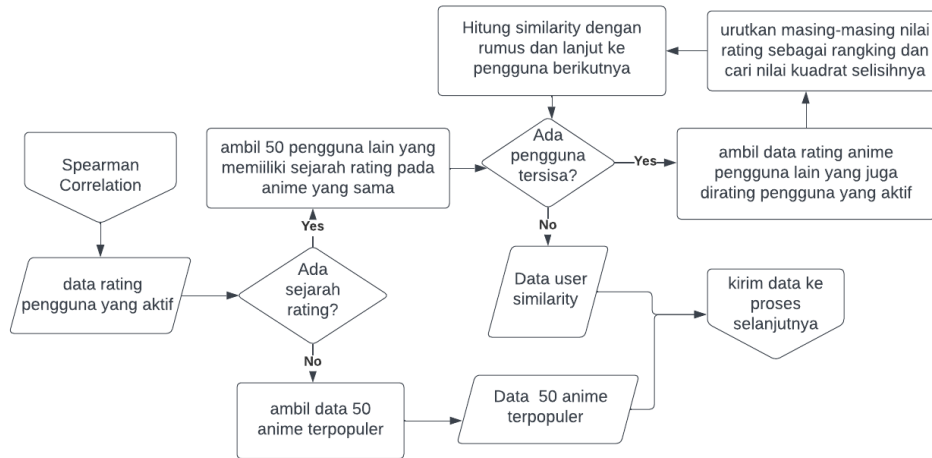 Spearman
Correlation
data rating
pengguna yang aktif
Ada
sejarah
rating?
Yes
ambil 50 pengguna lain yang
memiiliki sejarah rating pada
anime yang sama
Ada
pengguna
tersisa?
Yes
ambil data rating anime
pengguna lain yang juga
dirating pengguna yang aktif
urutkan masing-masing nilai
rating sebagai rangking dan
cari nilai kuadrat selisihnya
Hitung similarity dengan
rumus dan lanjut ke
pengguna berikutnya
No
Data user
similarity
No
ambil data 50
anime terpopuler
Data 50 anime
terpopuler
kirim data ke
proses
selanjutnya